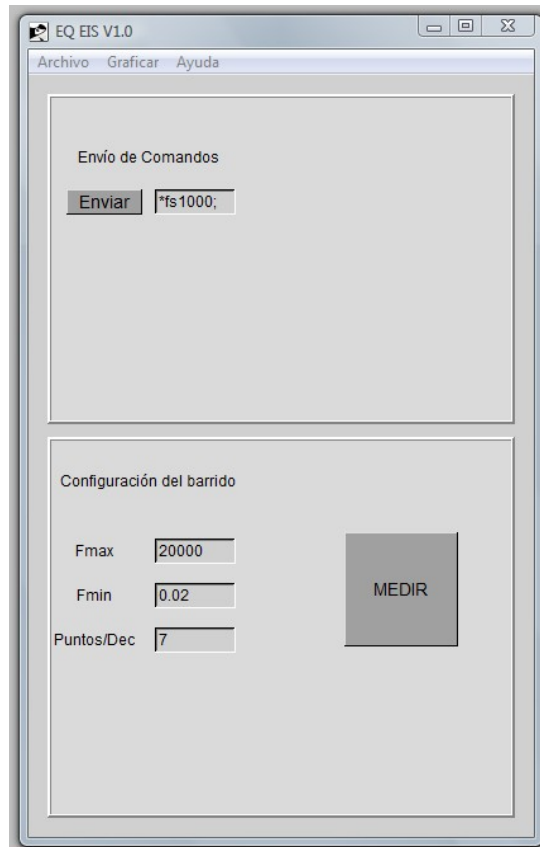 EQ EIS V1.0
Archivo Graficar Ayuda
Envío de Comandos
Enviar *fs1000;
Configuración del barrido
Fmax 20000
Fmin 0.02
MEDIR
Puntos/Dec 7